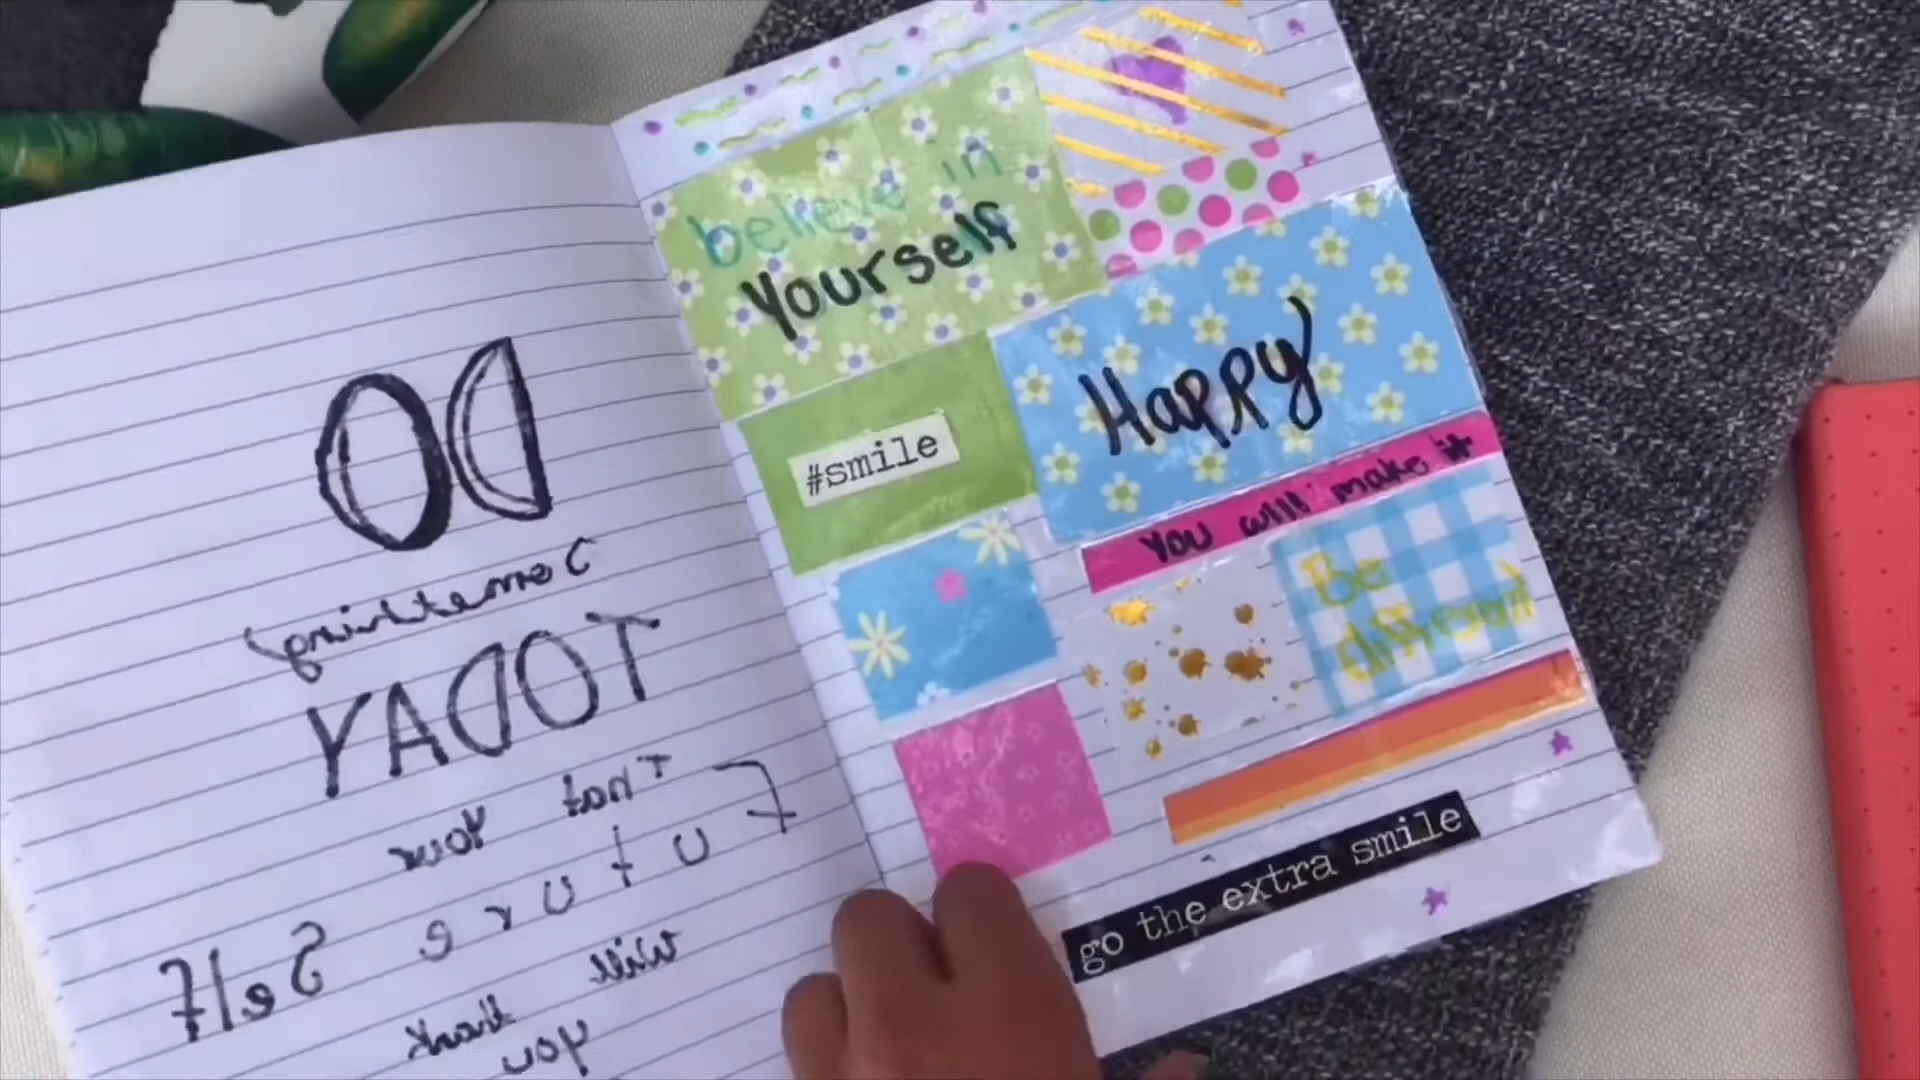 DO
Something
TODAY
That Your
Future Self
will thank
you
believe in
Yourself
Happy
#smile
You will make it
Be
different
go the extra smile